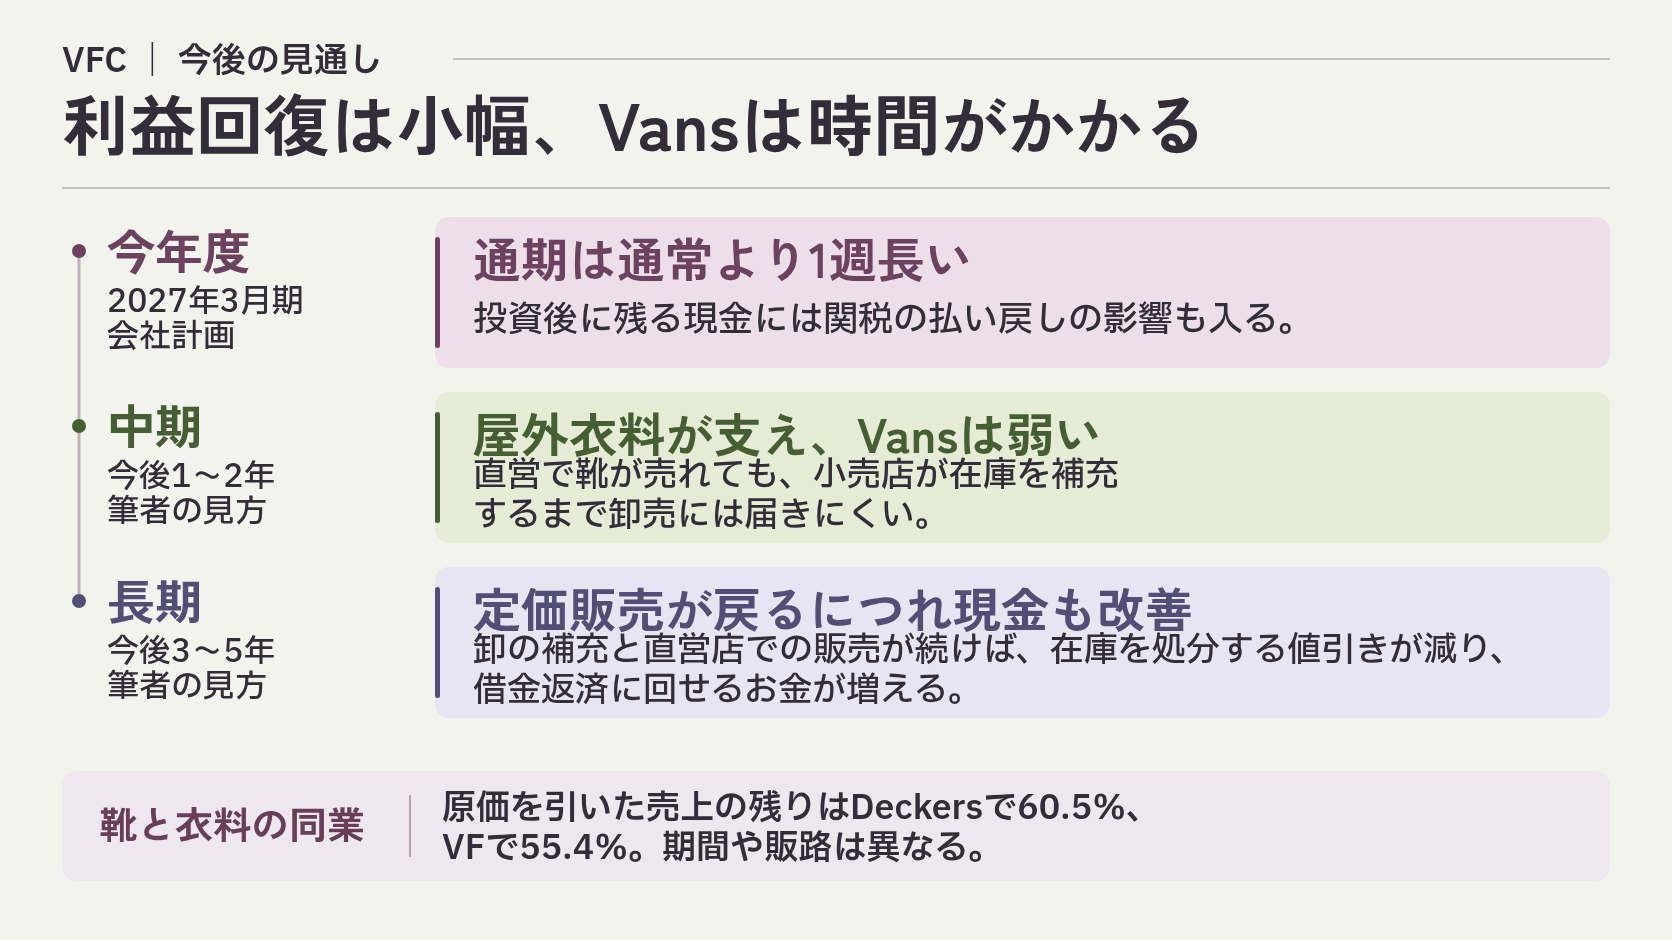 VFC｜今後の見通し
利益回復は小幅、Vansは時間がかかる
今年度
2027年3月期
会社計画
通期は通常より1週長い
投資後に残る現金には関税の払い戻しの影響も入る。
中期
今後1～2年
筆者の見方
屋外衣料が支え、Vansは弱い
直営で靴が売れても、小売店が在庫を補充
するまで卸売には届きにくい。
長期
今後3～5年
筆者の見方
定価販売が戻るにつれ現金も改善
卸の補充と直営店での販売が続けば、在庫を処分する値引きが減り、
借金返済に回せるお金が増える。
靴と衣料の同業
原価を引いた売上の残りはDeckersで60.5%、
VFで55.4%。期間や販路は異なる。